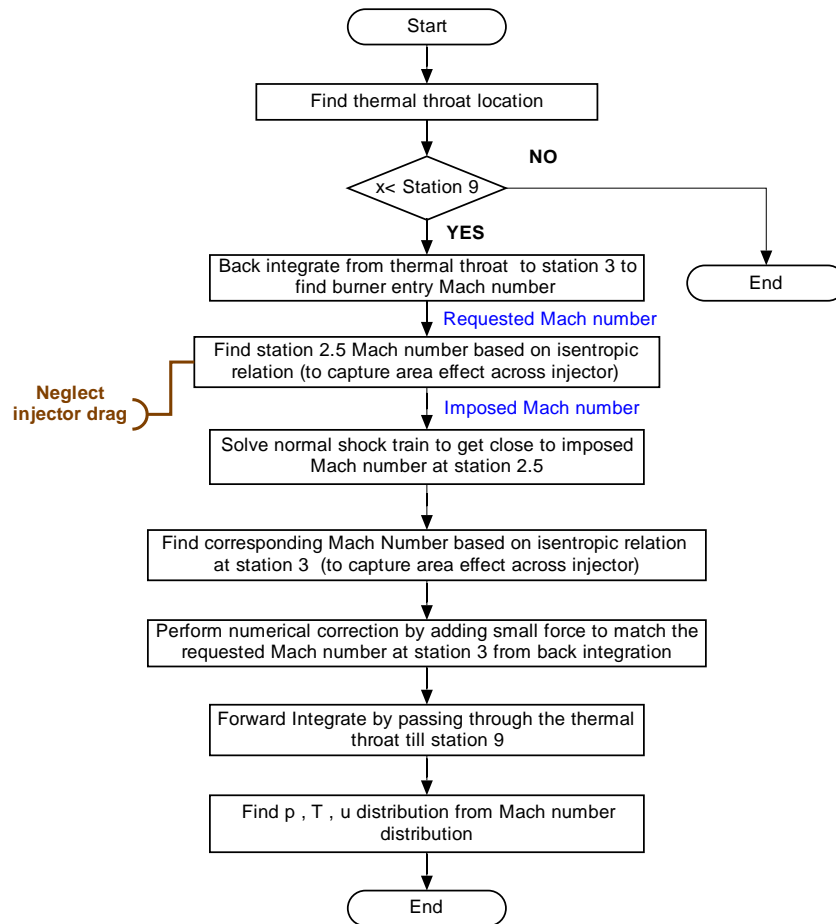 Start
Find thermal throat location
NO
x< Station 9
YES
Back integrate from thermal throat to station 3 to
find burner entry Mach number
End
Requested Mach number
Find station 2.5 Mach number based on isentropic
relation (to capture area effect across injector)
Neglect
injector drag
Imposed Mach number
Solve normal shock train to get close to imposed
Mach number at station 2.5
Find corresponding Mach Number based on isentropic relation
at station 3 (to capture area effect across injector)
Perform numerical correction by adding small force to match the
requested Mach number at station 3 from back integration
Forward Integrate by passing through the thermal
throat till station 9
Find p , T , u distribution from Mach number
distribution
End